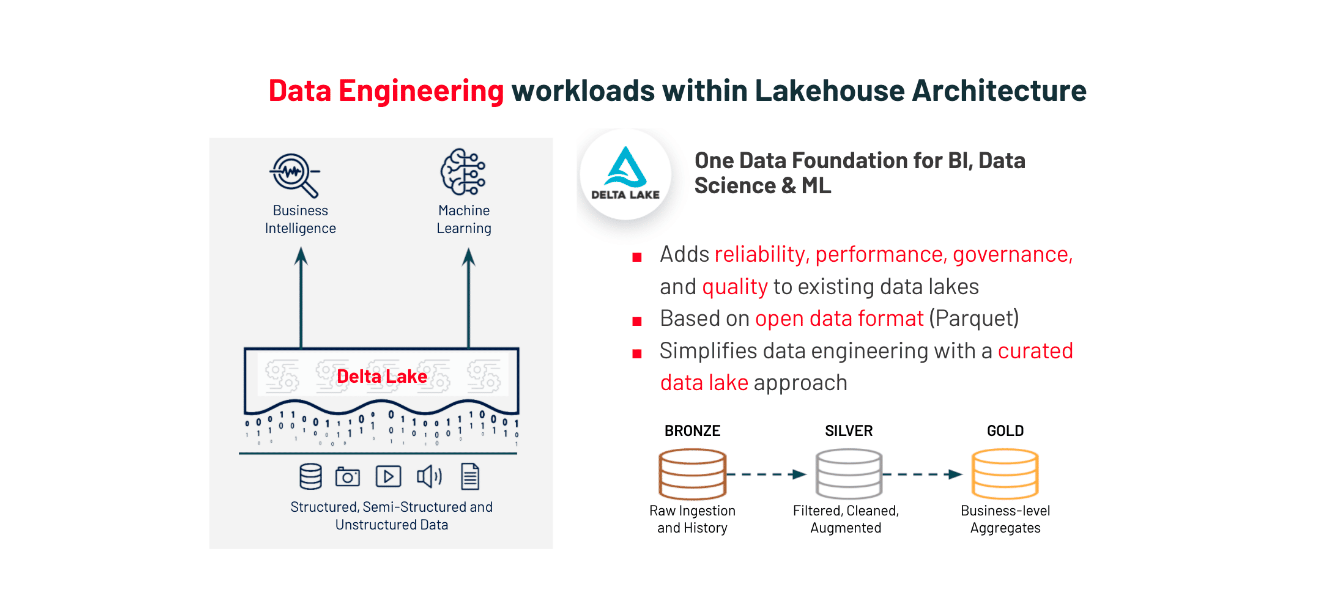 Data Engineering workloads within Lakehouse Architecture
Business
Intelligence
Machine
Learning
Delta Lake
Structured, Semi-Structured and
Unstructured Data
DELTA LAKE
One Data Foundation for BI, Data
Science & ML
Adds reliability, performance, governance,
and quality to existing data lakes
Based on open data format (Parquet)
Simplifies data engineering with a curated
data lake approach
BRONZE
Raw Ingestion
and History
SILVER
Filtered, Cleaned,
Augmented
GOLD
Business-level
Aggregates